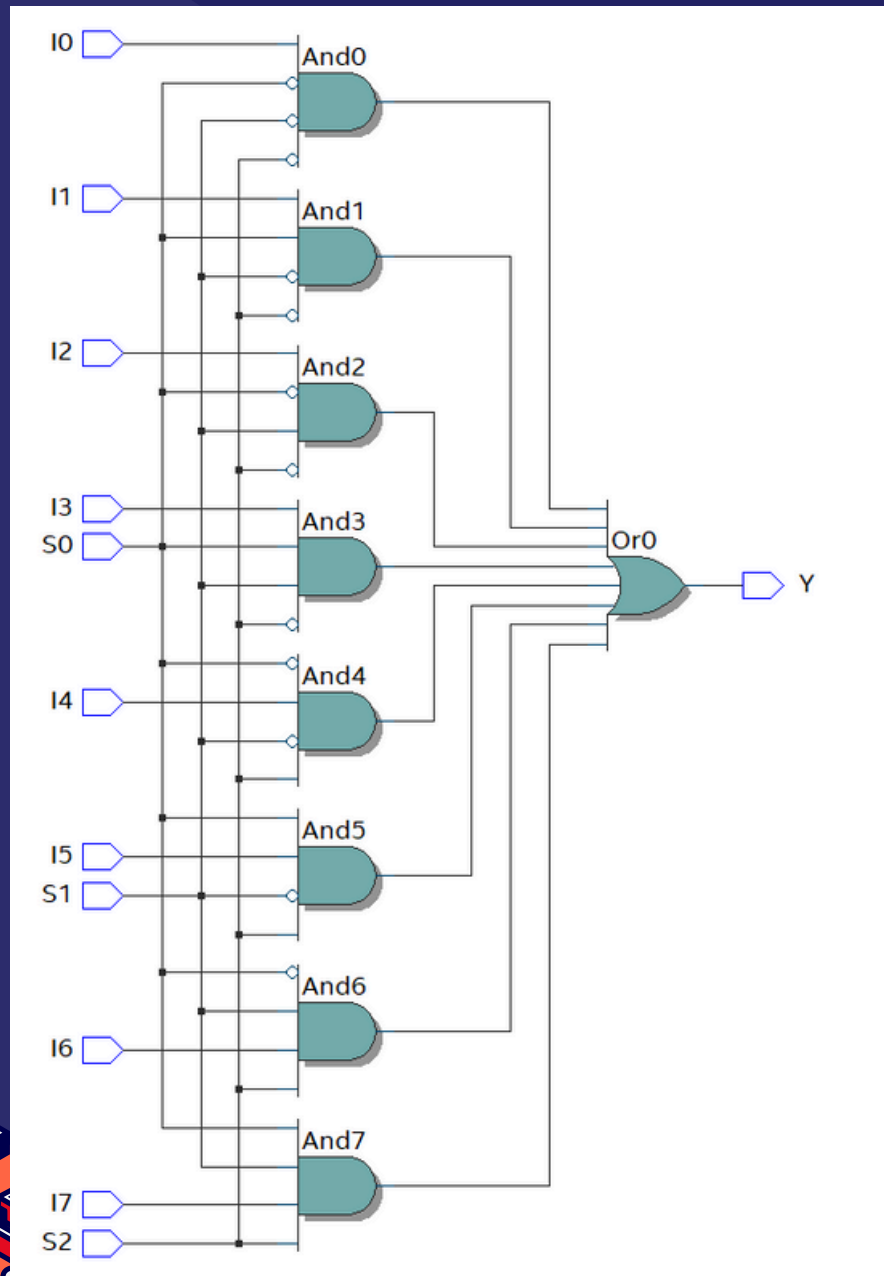 I0
And0
I1
And1
I2
And2
I3
And3
S0
Or0
Y
And4
I4
And5
I5
S1
And6
I6
And7
I7
S2